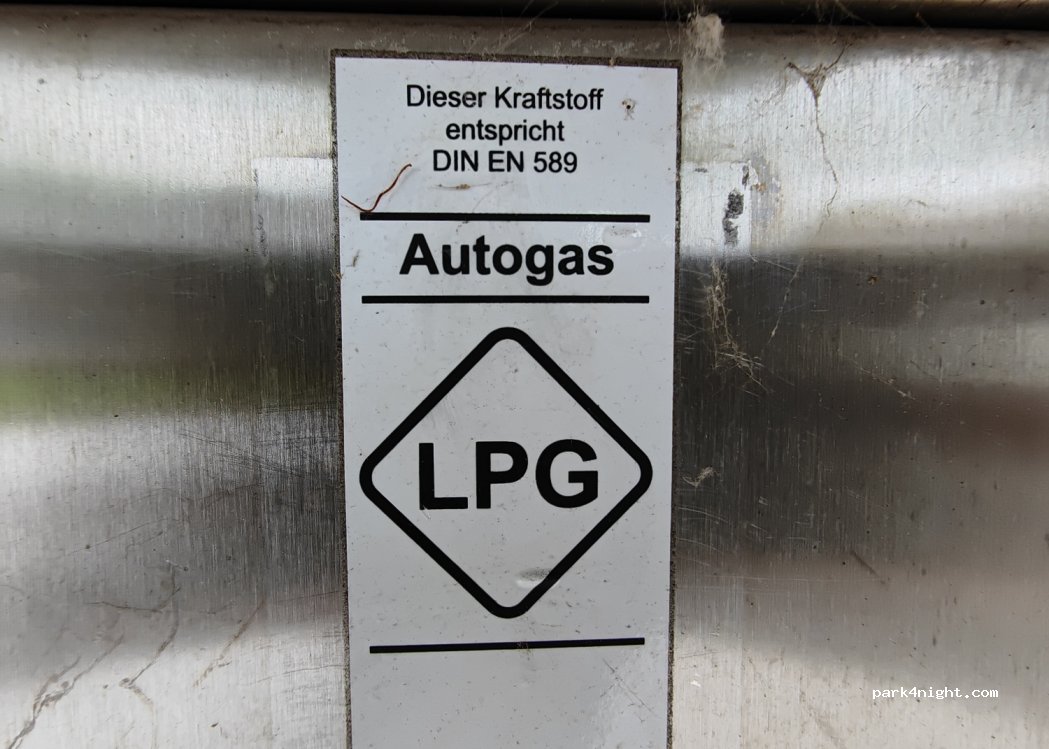 Dieser Kraftstoff
entspricht
DIN EN 589
Autogas
LPG
park4night.com